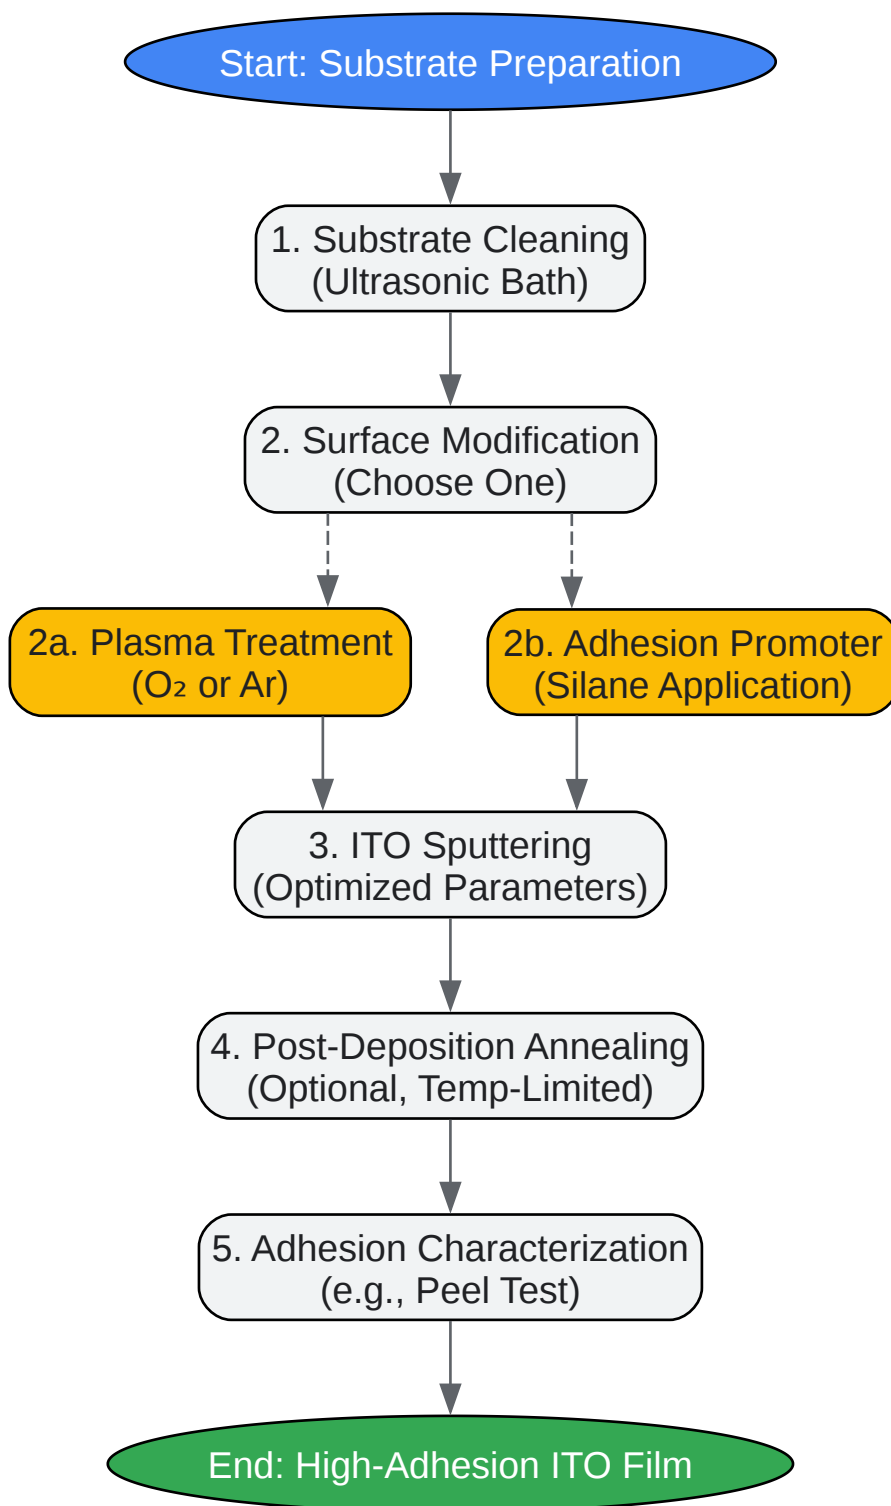 Start: Substrate Preparation
1. Substrate Cleaning
(Ultrasonic Bath)
2. Surface Modification
(Choose One)
2a. Plasma Treatment
(O₂ or Ar)
2b. Adhesion Promoter
(Silane Application)
3. ITO Sputtering
(Optimized Parameters)
4. Post-Deposition Annealing
(Optional, Temp-Limited)
5. Adhesion Characterization
(e.g., Peel Test)
End: High-Adhesion ITO Film